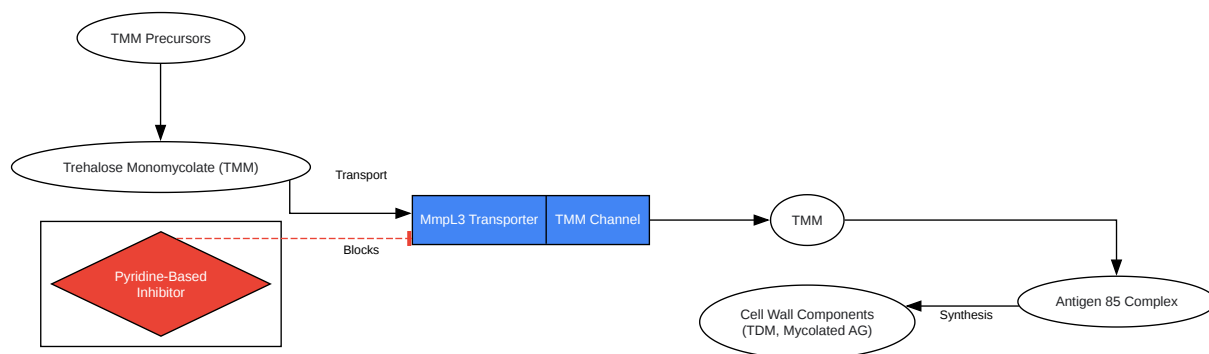 TMM Precursors
Trehalose Monomycolate (TMM)
Transport
MmpL3 Transporter
TMM Channel
TMM
Blocks
Pyridine-Based
Inhibitor
Antigen 85 Complex
Synthesis
Cell Wall Components
(TDM, Mycolated AG)